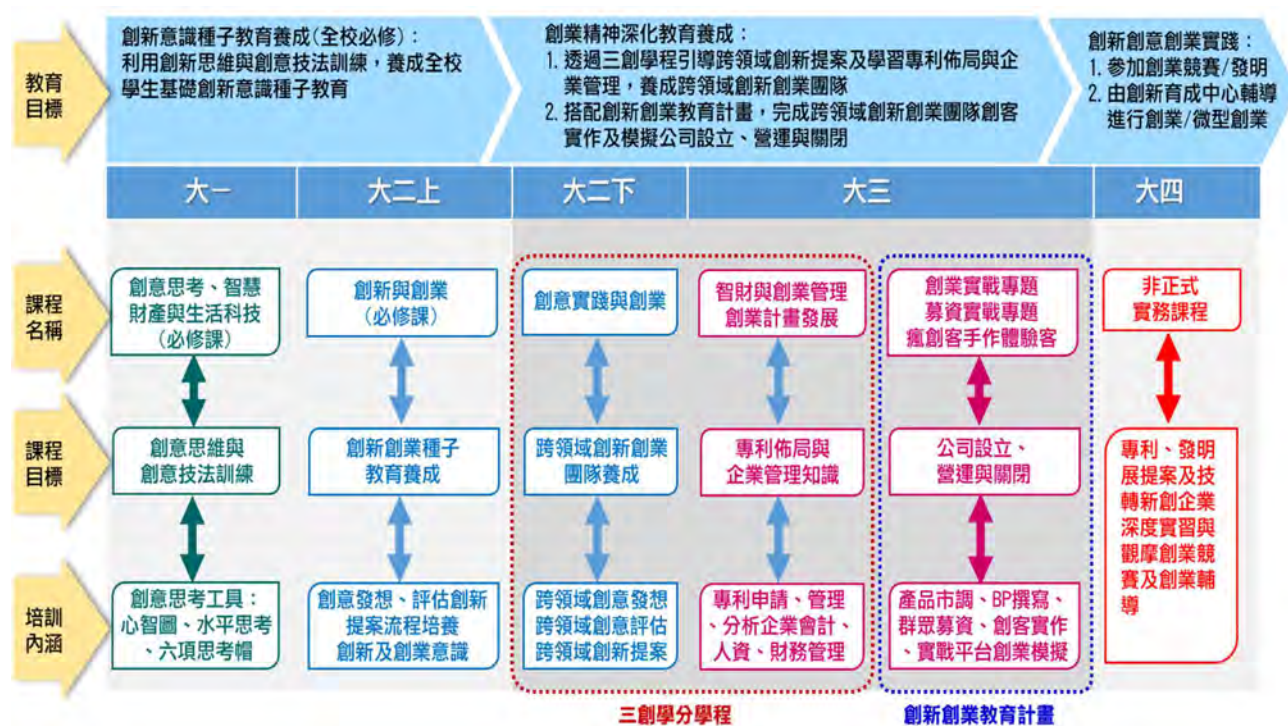 教育
目標
創新意識種子教育養成(全校必修):
利用創新思維與創意技法訓練,養成全校
學生基礎創新意識種子教育
創業精神深化教育養成:
1. 透過三創學程引導跨領域創新提案及學習專利佈局與企
業管理,養成跨領域創新創業團隊
2. 搭配創新創業教育計畫,完成跨領域創新創業團隊創客
實作及模擬公司設立、營運與關閉
創新創意創業實踐:
1. 參加創業競賽/發明
2. 由創新育成中心輔導
進行創業/微型創業
大一
大二上
大二下
大三
大四
課程
名稱
創意思考、智慧
財產與生活科技
(必修課)
創新與創業
(必修課)
創意實踐與創業
智財與創業管理
創業計畫發展
創業實戰專題
募資實戰專題
瘋創客手作體驗客
非正式
實務課程
課程
目標
創意思維與
創意技法訓練
創新創業種子
教育養成
跨領域創新創業
團隊養成
專利佈局與
企業管理知識
公司設立、
營運與關閉
專利、發明
展提案及技
轉新創企業
深度實習與
觀摩創業競
賽及創業輔
導
培訓
內涵
創意思考工具:
心智圖、水平思考
、六項思考帽
創意發想、評估創新
提案流程培養
創新及創業意識
跨領域創意發想
跨領域創意評估
跨領域創新提案
專利申請、管理
、分析企業會計、
人資、財務管理
產品市調、BP撰寫、
群眾募資、創客實作
、實戰平台創業模擬
三創學分學程
創新創業教育計畫